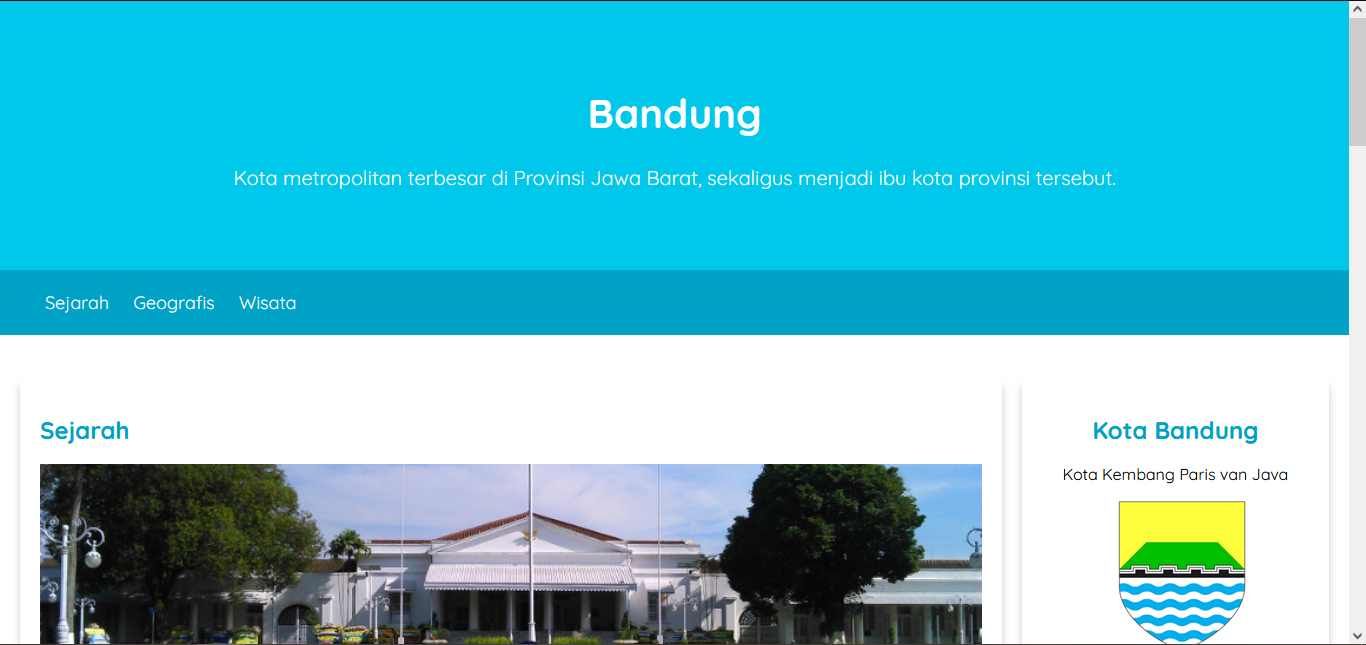 Bandung
Kota metropolitan terbesar di Provinsi Jawa Barat, sekaligus menjadi ibu kota provinsi tersebut.
Sejarah Geografis Wisata
Sejarah
Kota Bandung
Kota Kembang Paris van Java